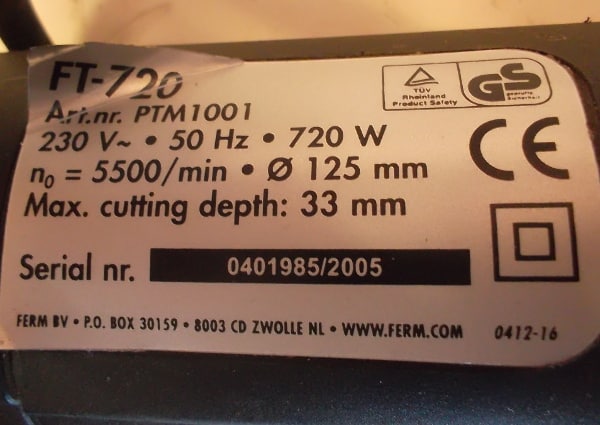 FT-720
Art.nr. PTM1001
230 V~ • 50 Hz • 720 W
n₀ = 5500/min • Ø 125 mm
Max. cutting depth: 33 mm
Serial nr. 0401985/2005
FERM BV • P.O. BOX 30159 • 8003 CD ZWOLLE NL • WWW.FERM.COM 0412-16
TÜV
Rheinland
Product Safety
GS
geprüfte
Sicherheit
CE